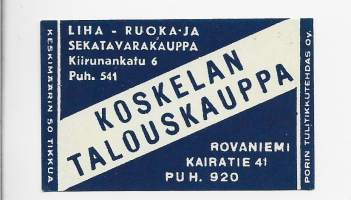 KESKIMÄÄRIN 50 TIKKUA
LIHA - RUOKA-JA
SEKATAVARAKAUPPA
Kiirunankatu 6
Puh. 541
KOSKELAN
TALOUSKAUPPA
ROVANIEMI
KAIRATIE 41
PUH. 920
PORIN TULITIKKUTEHDAS OY.